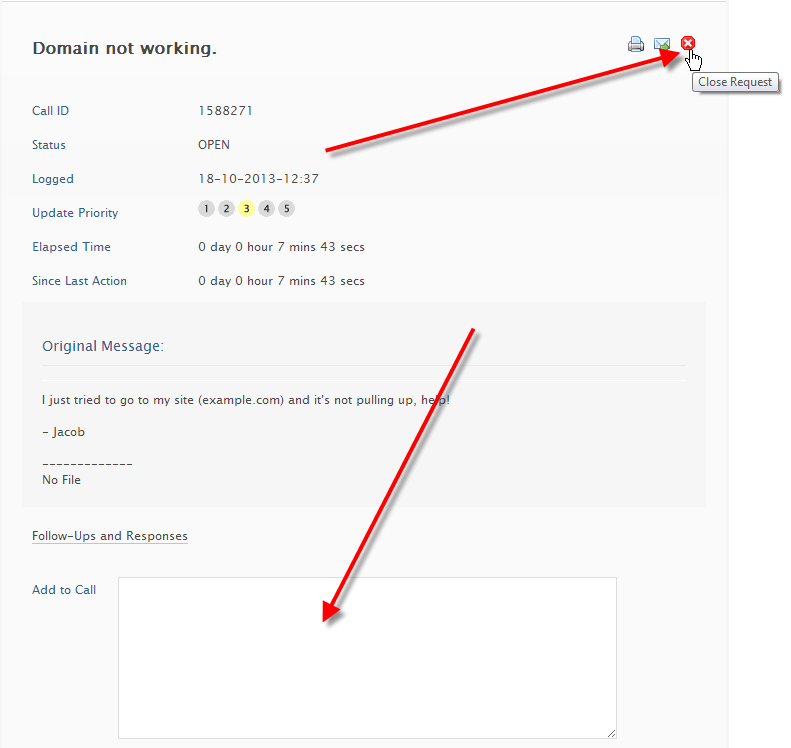 Domain not working.
Close Request
Call ID 1588271
Status OPEN
Logged 18-10-2013-12:37
Update Priority 1 2 3 4 5
Elapsed Time 0 day 0 hour 7 mins 43 secs
Since Last Action 0 day 0 hour 7 mins 43 secs
Original Message:
I just tried to go to my site (example.com) and it's not pulling up, help!
- Jacob
-------------
No File
Follow-Ups and Responses
Add to Call